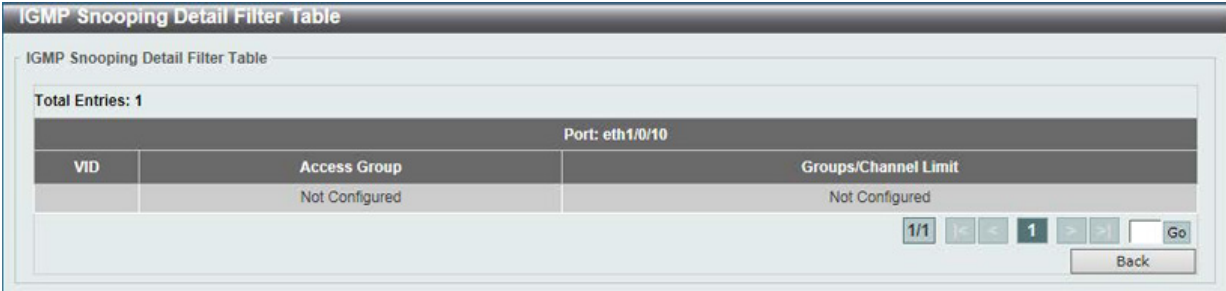 IGMP Snooping Detail Filter Table
IGMP Snooping Detail Filter Table
Total Entries: 1
Port: eth1/0/10
VID Access Group Groups/Channel Limit
Not Configured Not Configured
1/1 |< < 1 > >| Go
Back